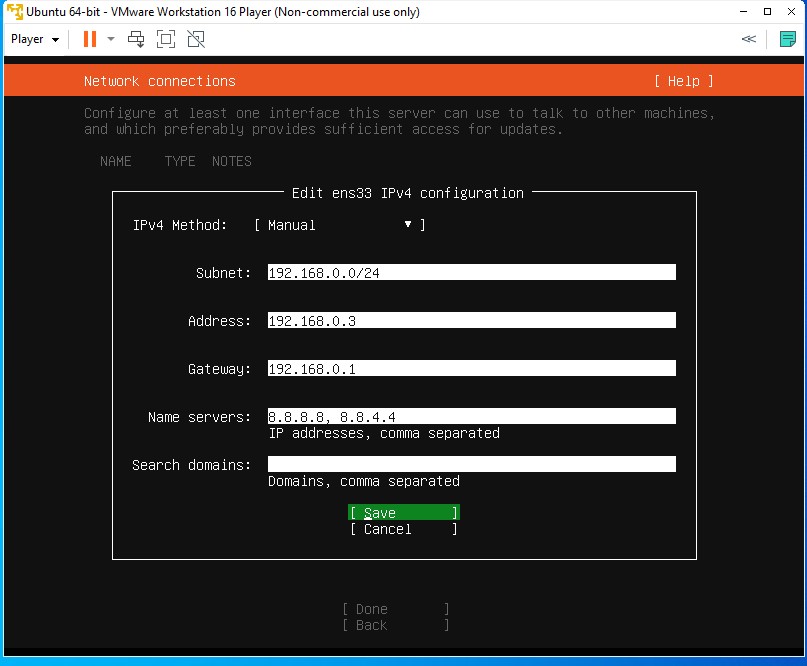 Ubuntu 64-bit - VMware Workstation 16 Player (Non-commercial use only)
Player
Network connections [ Help ]
Configure at least one interface this server can use to talk to other machines,
and which preferably provides sufficient access for updates.
NAME TYPE NOTES
Edit ens33 IPv4 configuration
IPv4 Method: [ Manual ▾ ]
Subnet: 192.168.0.0/24
Address: 192.168.0.3
Gateway: 192.168.0.1
Name servers: 8.8.8.8, 8.8.4.4
IP addresses, comma separated
Search domains:
Domains, comma separated
[ Save ]
[ Cancel ]
[ Done ]
[ Back ]